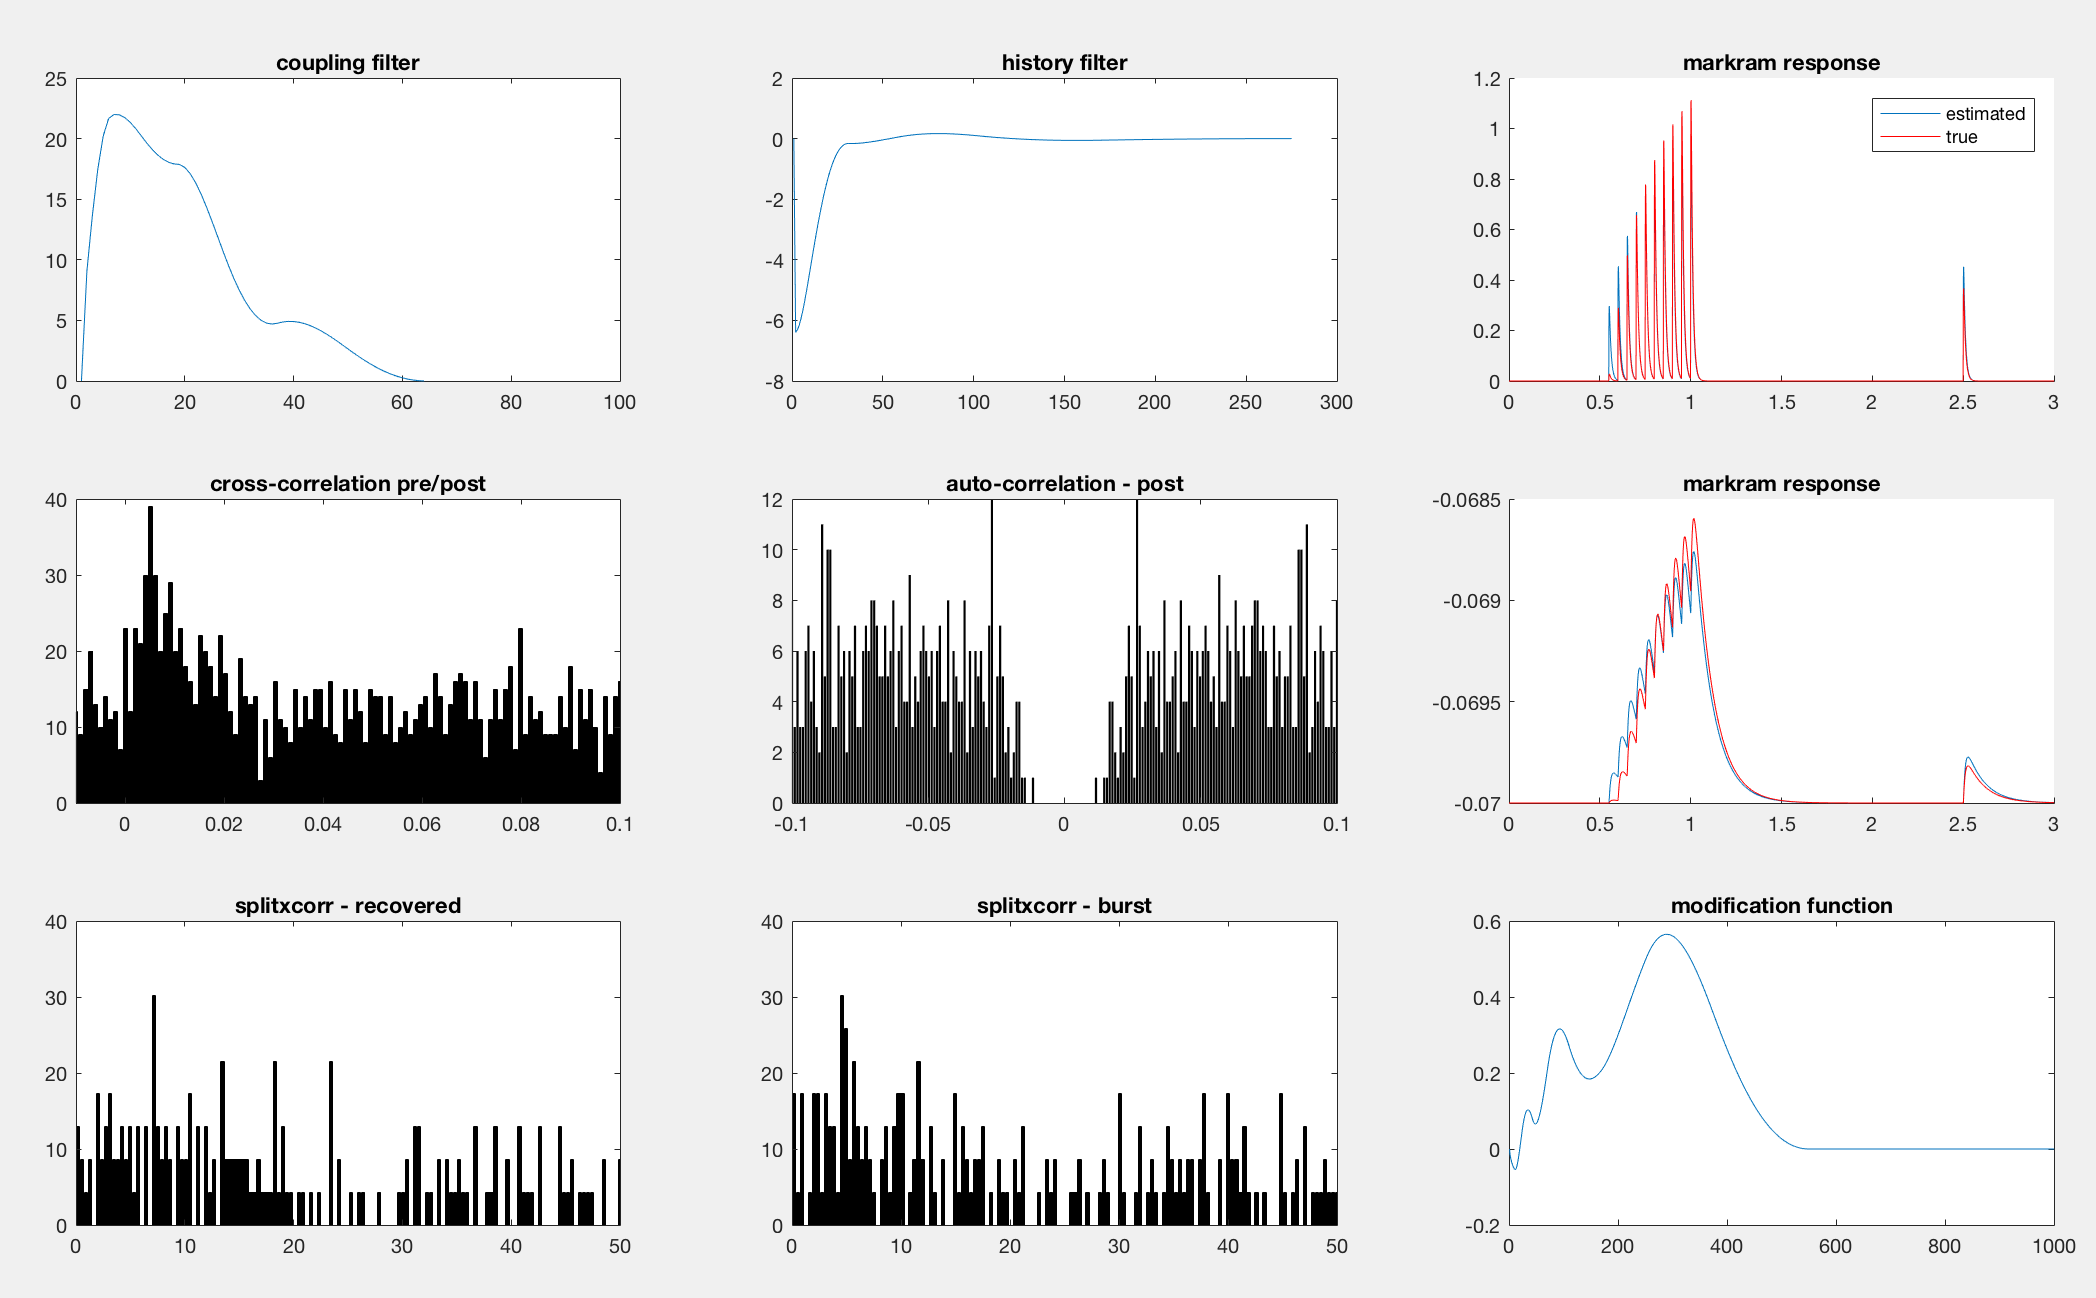 coupling filter
25
20
15
10
5
0
0 20 40 60 80 100
history filter
2
0
-2
-4
-6
-8
0 50 100 150 200 250 300
markram response
1.2
1
0.8
0.6
0.4
0.2
0
0 0.5 1 1.5 2 2.5 3
estimated
true
cross-correlation pre/post
40
30
20
10
0
0 0.02 0.04 0.06 0.08 0.1
auto-correlation - post
12
10
8
6
4
2
0
-0.1 -0.05 0 0.05 0.1
markram response
-0.0685
-0.069
-0.0695
-0.07
0 0.5 1 1.5 2 2.5 3
splitxcorr - recovered
40
30
20
10
0
0 10 20 30 40 50
splitxcorr - burst
40
30
20
10
0
0 10 20 30 40 50
modification function
0.6
0.4
0.2
0
-0.2
0 200 400 600 800 1000